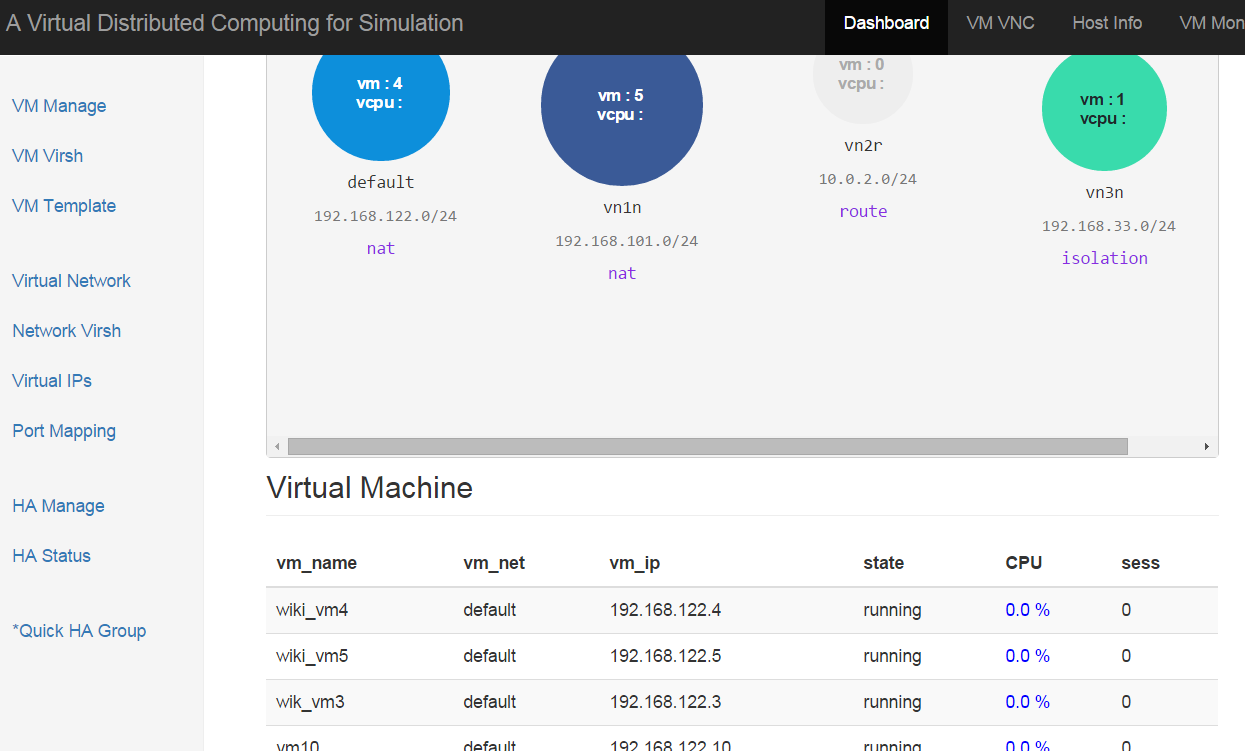 A Virtual Distributed Computing for Simulation
Dashboard VM VNC Host Info VM Mon
VM Manage
VM Virsh
VM Template
Virtual Network
Network Virsh
Virtual IPs
Port Mapping
HA Manage
HA Status
*Quick HA Group
vm : 4
vcpu :
default
192.168.122.0/24
nat
vm : 5
vcpu :
vn1n
192.168.101.0/24
nat
vm : 0
vcpu :
vn2r
10.0.2.0/24
route
vm : 1
vcpu :
vn3n
192.168.33.0/24
isolation
Virtual Machine
vm_name vm_net vm_ip state CPU sess
wiki_vm4 default 192.168.122.4 running 0.0 % 0
wiki_vm5 default 192.168.122.5 running 0.0 % 0
wik_vm3 default 192.168.122.3 running 0.0 % 0
vm10 default 192.168.122.10 running 0.0 % 0